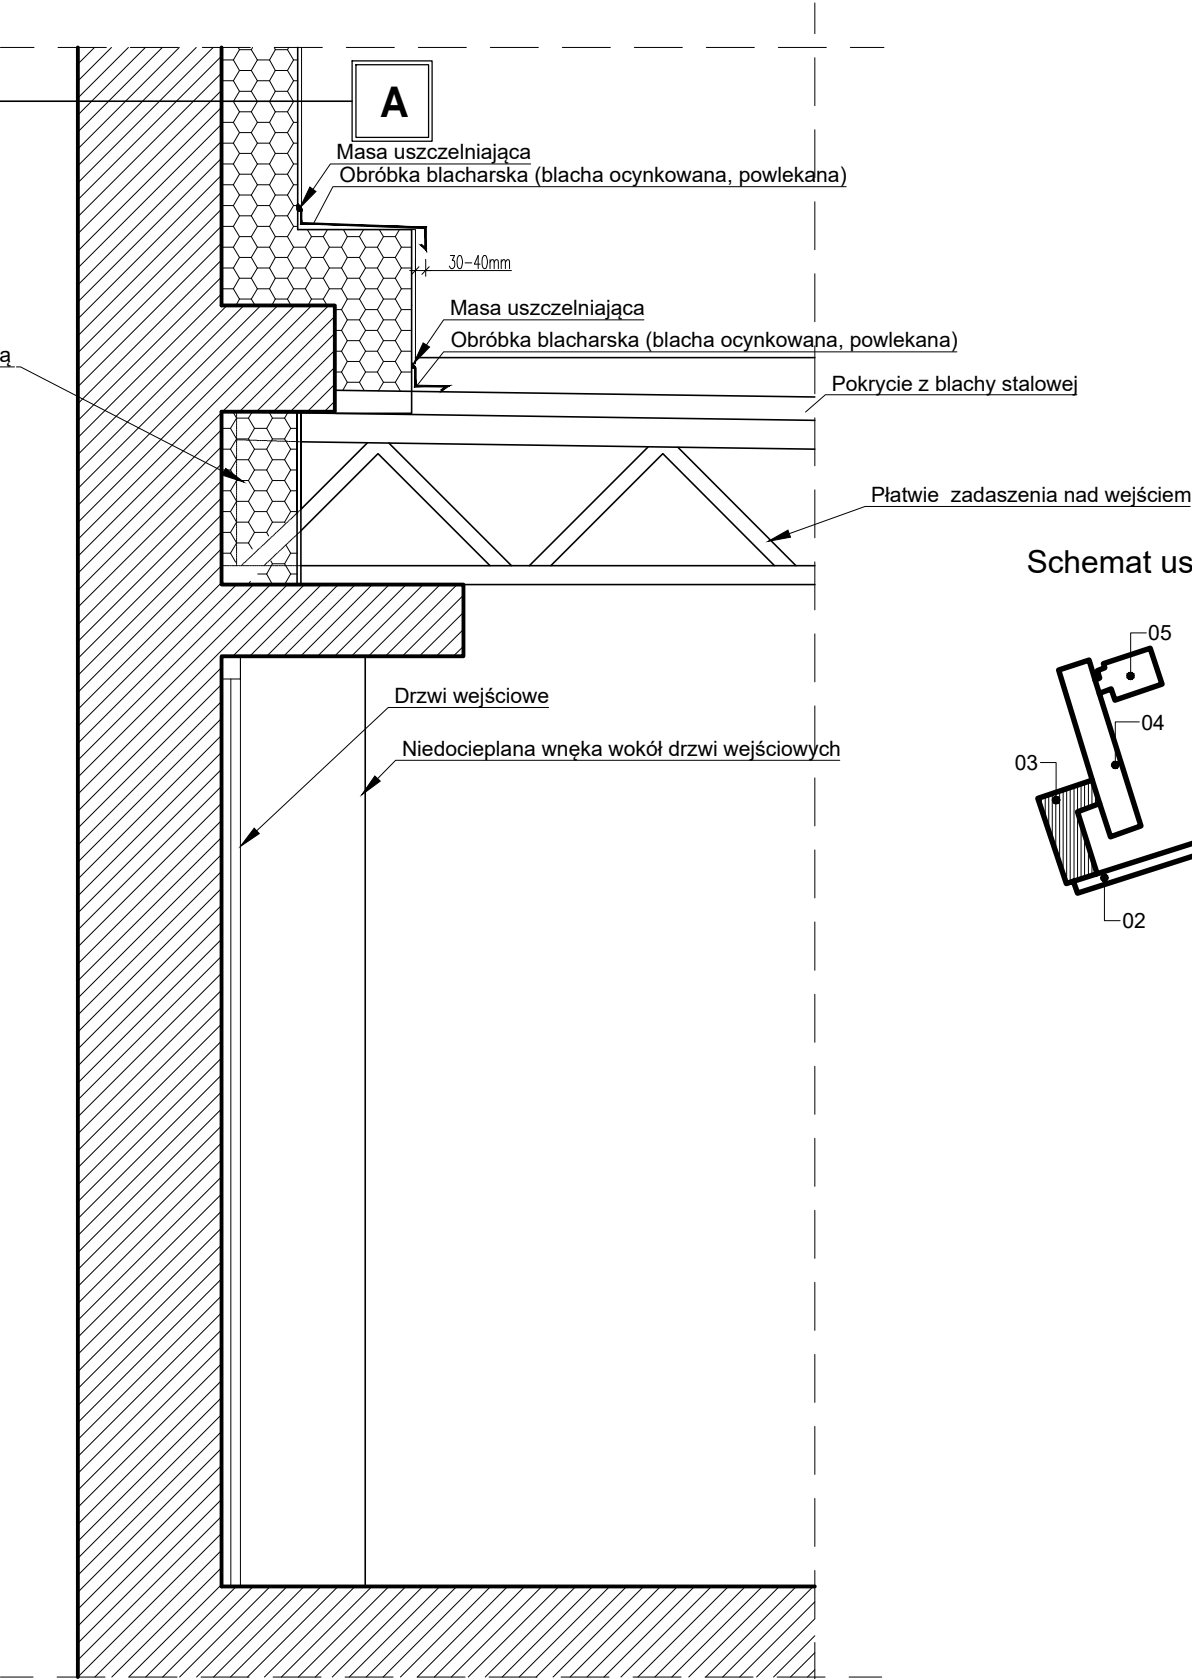 A
Masa uszczelniająca
Obróbka blacharska (blacha ocynkowana, powlekana)
30-40mm
Masa uszczelniająca
Obróbka blacharska (blacha ocynkowana, powlekana)
ą
Pokrycie z blachy stalowej
Płatwie zadaszenia nad wejściem
Schemat us
05
Drzwi wejściowe
04
Niedocieplana wnęka wokół drzwi wejściowych
03
02